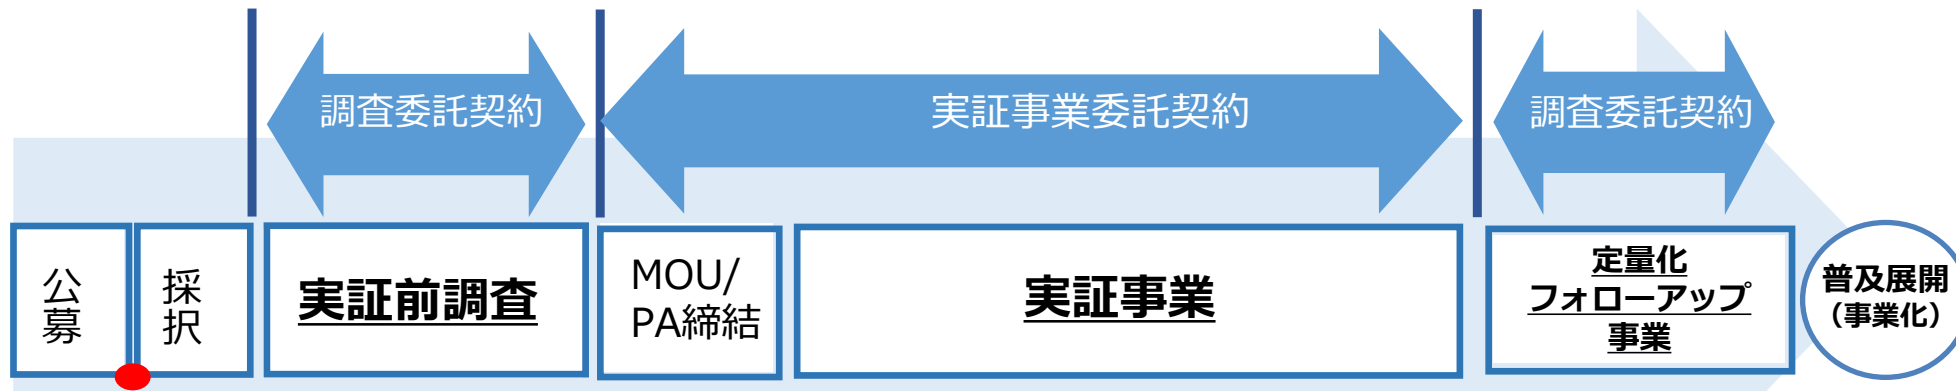 調査委託契約
実証事業委託契約
調査委託契約
公募
採択
実証前調査
MOU/
PA締結
実証事業
定量化
フォローアップ
事業
普及展開
(事業化)